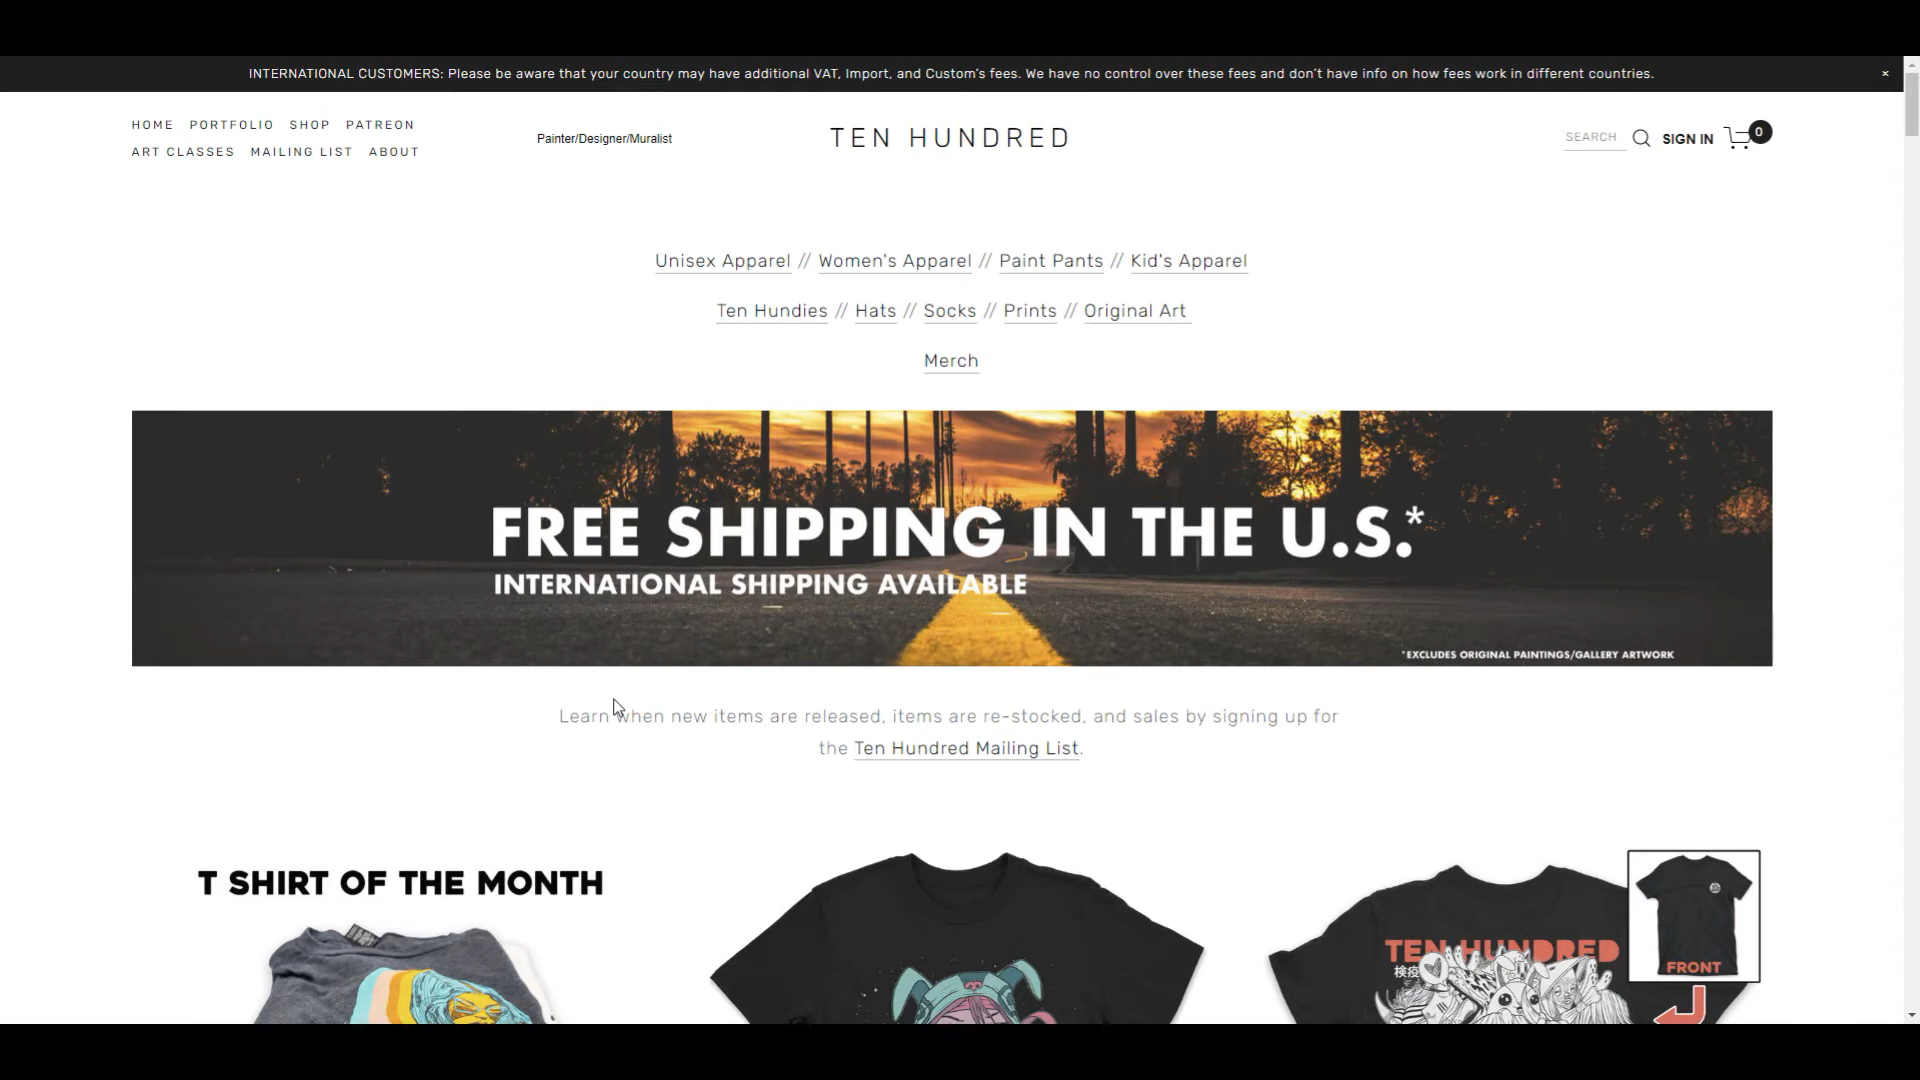 INTERNATIONAL CUSTOMERS: Please be aware that your country may have additional VAT, Import, and Custom's fees. We have no control over these fees and don't have info on how fees work in different countries.
×
HOME PORTFOLIO SHOP PATREON
ART CLASSES MAILING LIST ABOUT
Painter/Designer/Muralist
TEN HUNDRED
SEARCH
SIGN IN
0
Unisex Apparel // Women's Apparel // Paint Pants // Kid's Apparel
Ten Hundies // Hats // Socks // Prints // Original Art
Merch
FREE SHIPPING IN THE U.S.*
INTERNATIONAL SHIPPING AVAILABLE
*EXCLUDES ORIGINAL PAINTINGS/GALLERY ARTWORK
Learn when new items are released, items are re-stocked, and sales by signing up for
the Ten Hundred Mailing List.
T SHIRT OF THE MONTH
TEN HUNDRED
検疫
FRONT